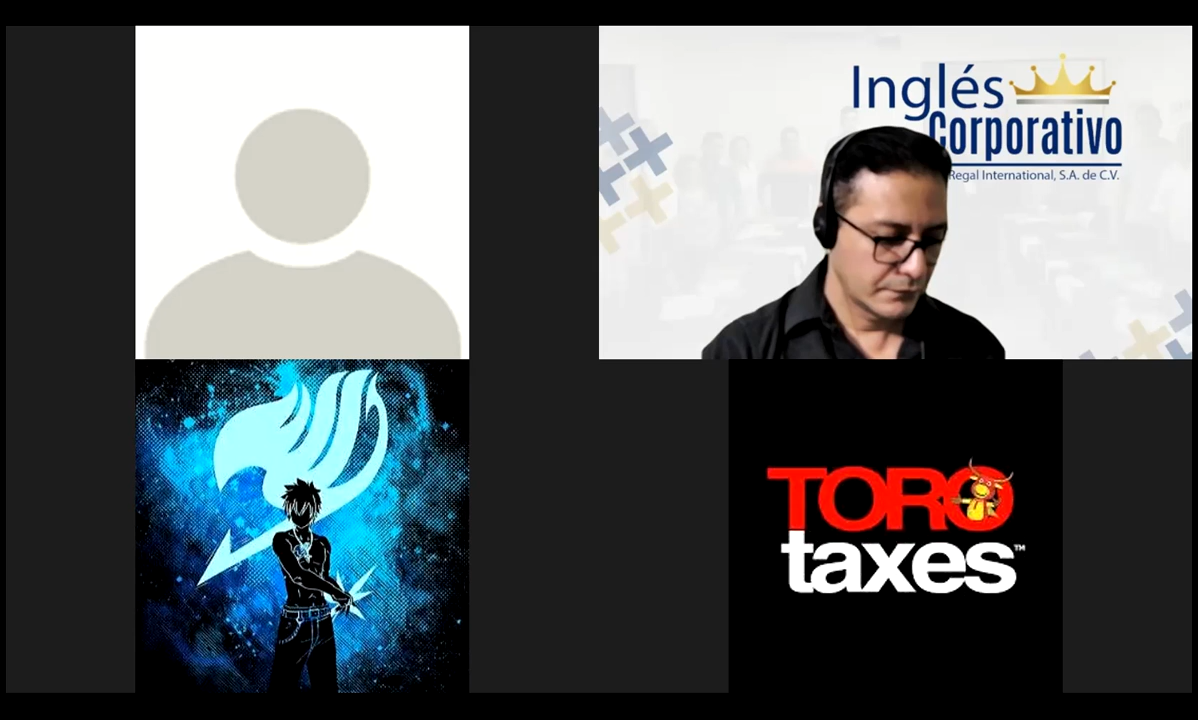 Inglés
Corporativo
Regal International, S.A. de C.V.
TORO
taxes™